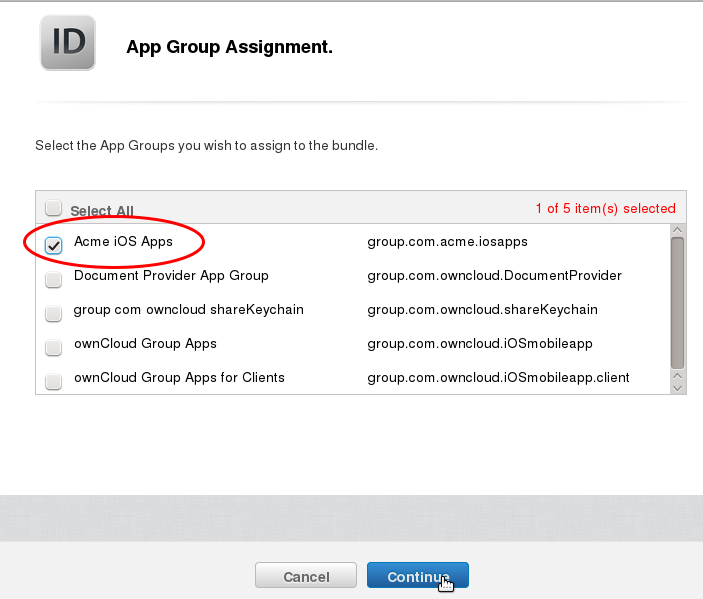 ID
App Group Assignment.
Select the App Groups you wish to assign to the bundle.
Select All 1 of 5 item(s) selected
Acme iOS Apps group.com.acme.iosapps
Document Provider App Group group.com.owncloud.DocumentProvider
group com owncloud shareKeychain group.com.owncloud.shareKeychain
ownCloud Group Apps group.com.owncloud.iOSmobileapp
ownCloud Group Apps for Clients group.com.owncloud.iOSmobileapp.client
Cancel Continue